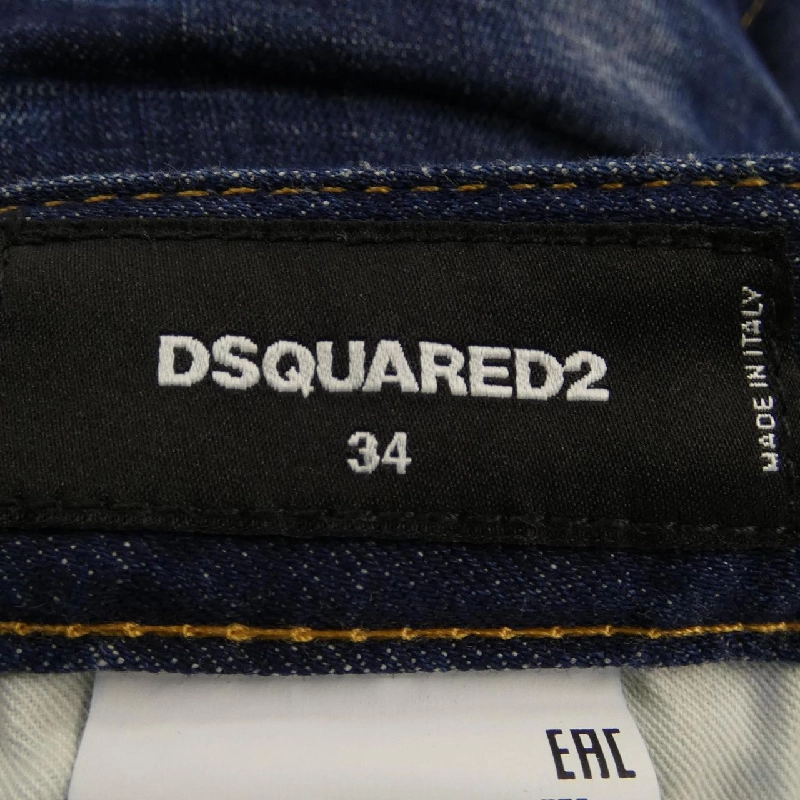 DSQUARED2
34
MADE IN ITALY
EAC